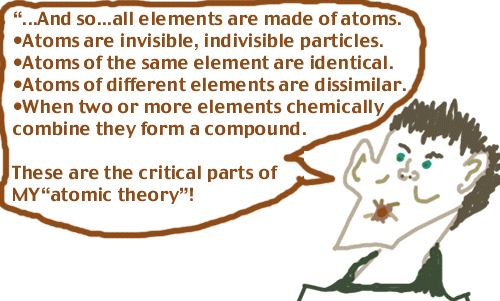 “...And so...all elements are made of atoms.
•Atoms are invisible, indivisible particles.
•Atoms of the same element are identical.
•Atoms of different elements are dissimilar.
•When two or more elements chemically
combine they form a compound.
These are the critical parts of
MY“atomic theory”!